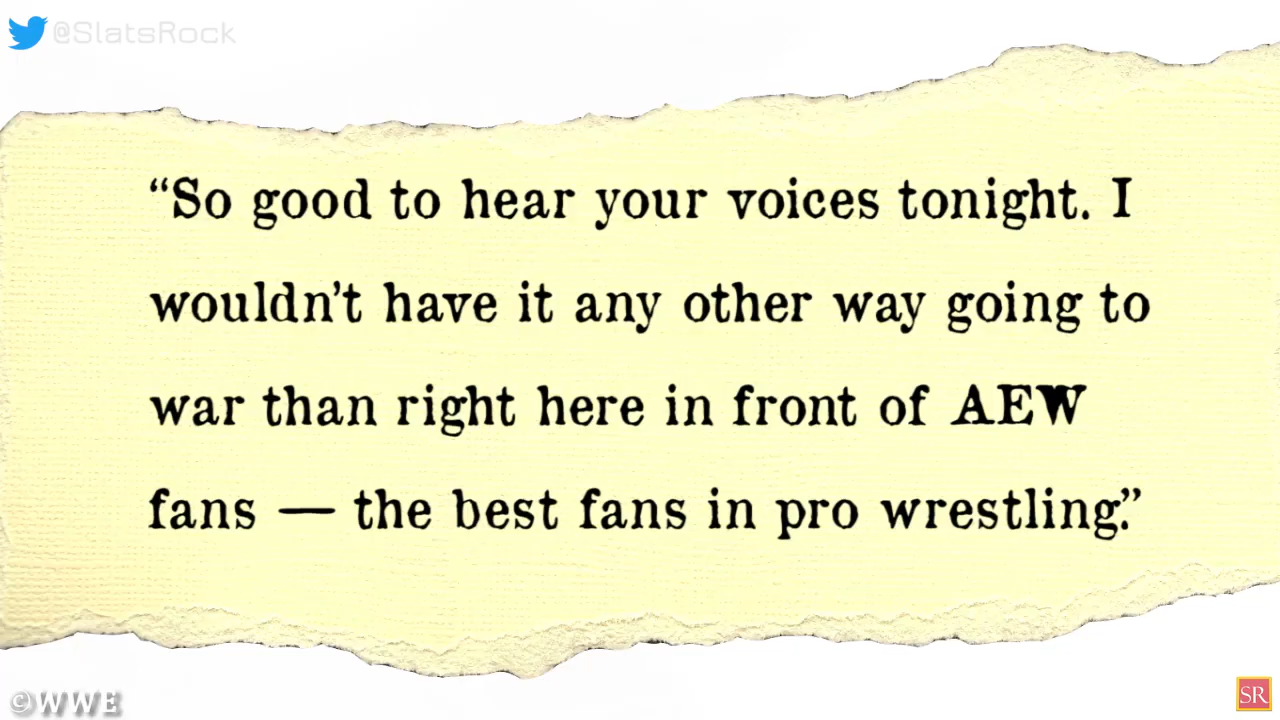 @SlatsRock
“So good to hear your voices tonight. I
wouldn’t have it any other way going to
war than right here in front of AEW
fans — the best fans in pro wrestling.”
©WWE
SR